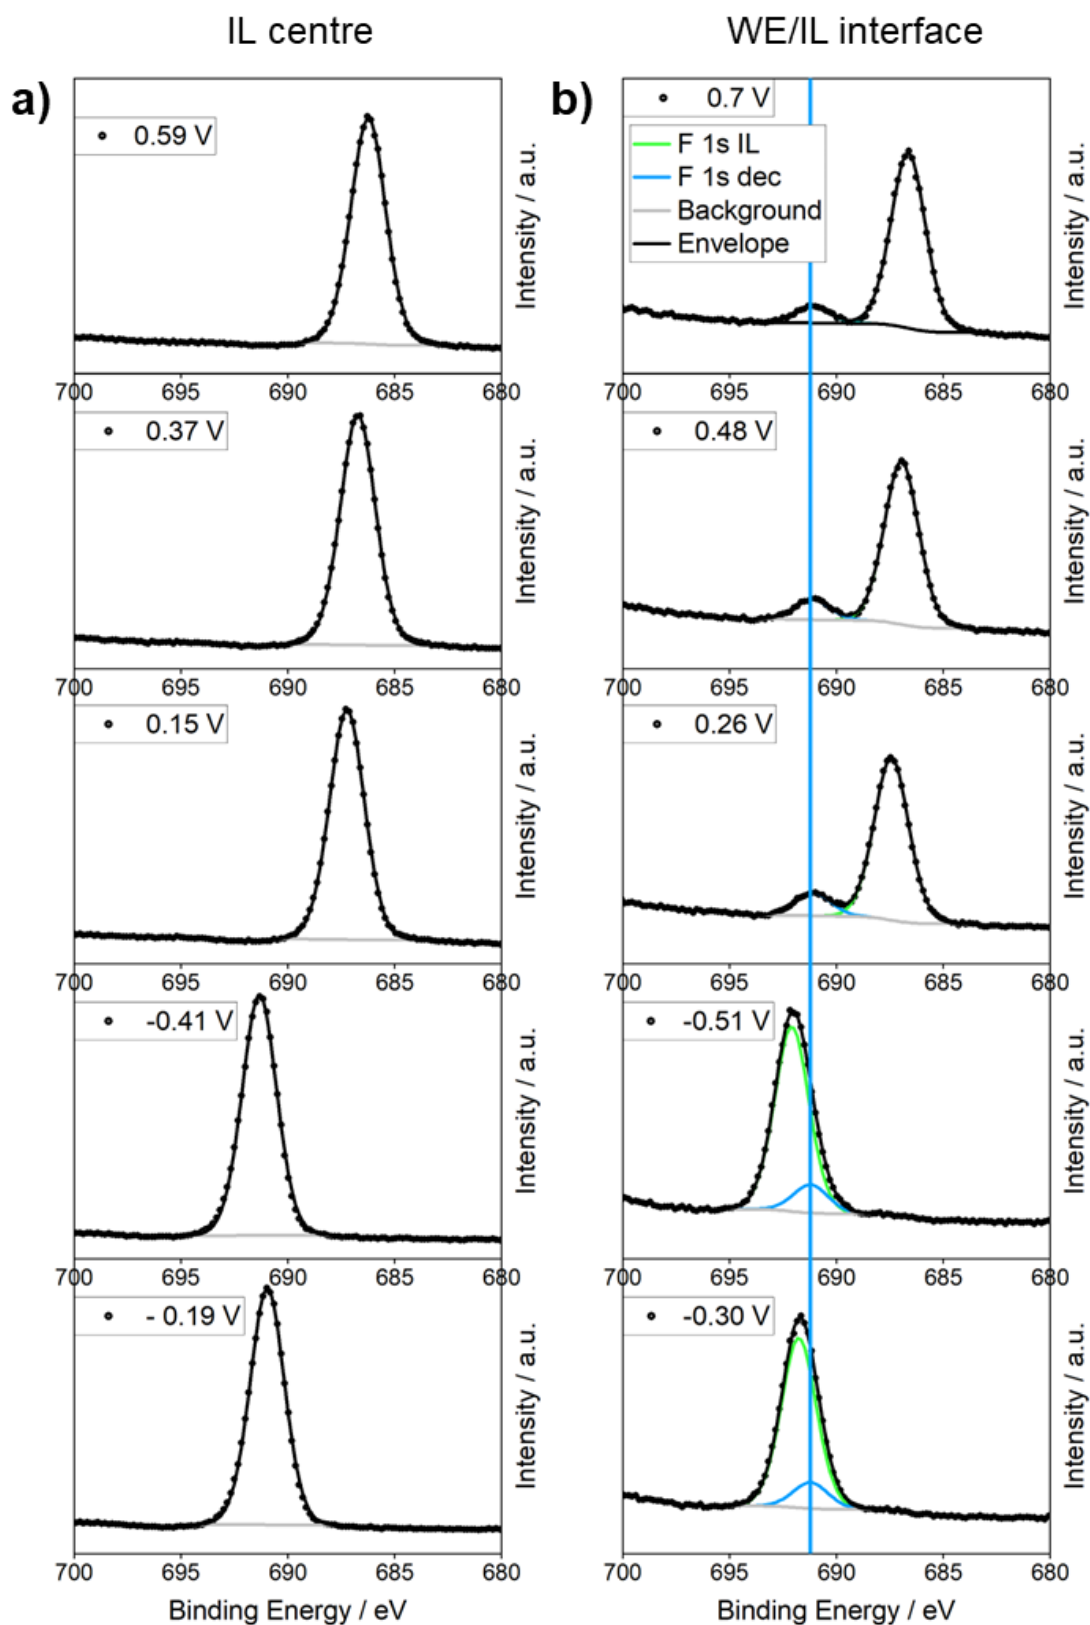 IL centre
WE/IL interface
a)
0.59 V
700 695 690 685 680
Intensity / a.u.
0.37 V
700 695 690 685 680
Intensity / a.u.
0.15 V
700 695 690 685 680
Intensity / a.u.
-0.41 V
700 695 690 685 680
Intensity / a.u.
- 0.19 V
700 695 690 685 680
Intensity / a.u.
Binding Energy / eV
b)
0.7 V
F 1s IL
F 1s dec
Background
Envelope
700 695 690 685 680
Intensity / a.u.
0.48 V
700 695 690 685 680
Intensity / a.u.
0.26 V
700 695 690 685 680
Intensity / a.u.
-0.51 V
700 695 690 685 680
Intensity / a.u.
-0.30 V
700 695 690 685 680
Intensity / a.u.
Binding Energy / eV